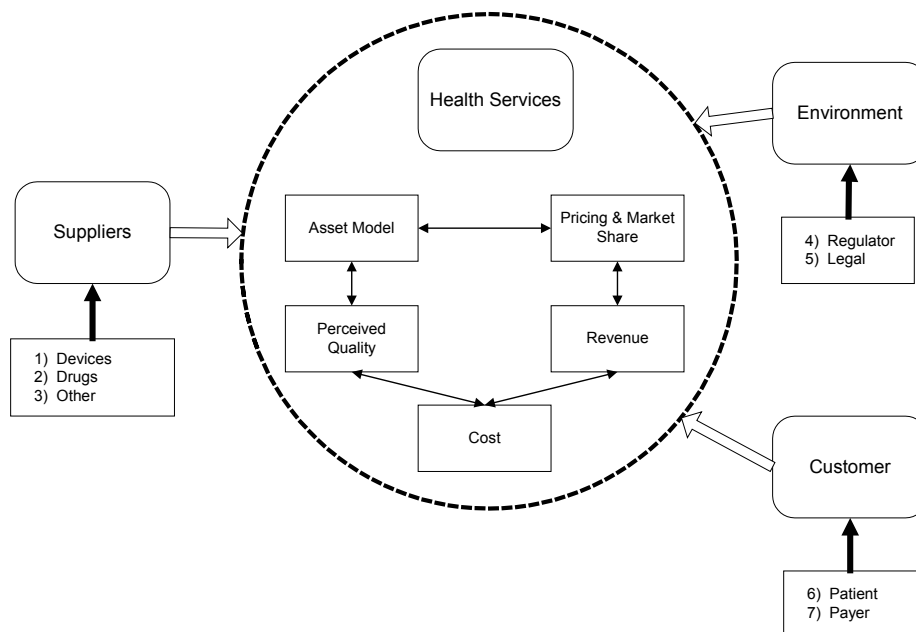 Health Services
Environment
Suppliers
Asset Model
Pricing & Market
Share
4) Regulator
5) Legal
Perceived
Quality
Revenue
1) Devices
2) Drugs
3) Other
Cost
Customer
6) Patient
7) Payer